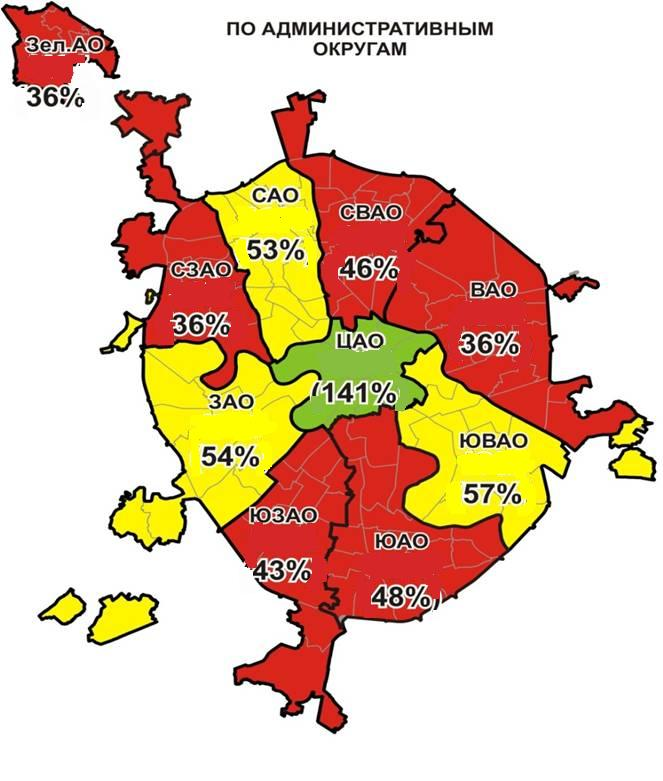 ПО АДМИНИСТРАТИВНЫМ
ОКРУГАМ
Зел.АО
36%
САО
53%
СВАО
46%
СЗАО
36%
ВАО
36%
ЦАО
(141%
ЗАО
54%
ЮВАО
57%
ЮЗАО
43%
ЮАО
48%)